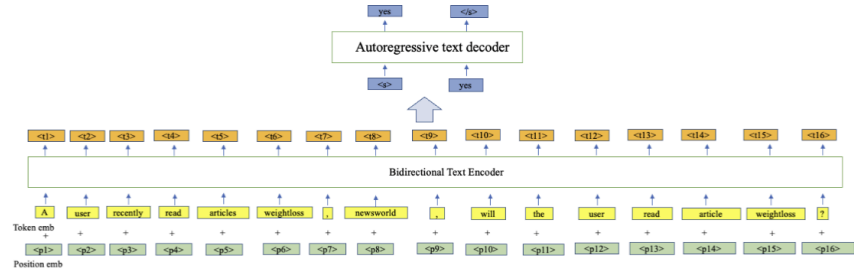 yes </s>
Autoregressive text decoder
<s> yes
<t1> <t2> <t3> <t4> <t5> <t6> <t7> <t8> <t9> <t10> <t11> <t12> <t13> <t14> <t15> <t16>
Bidirectional Text Encoder
A user recently read articles weightloss , newsworld , will the user read article weightloss ?
Token emb
+ + + + + + + + + + + + + + + +
<p1> <p2> <p3> <p4> <p5> <p6> <p7> <p8> <p9> <p10> <p11> <p12> <p13> <p14> <p15> <p16>
Position emb